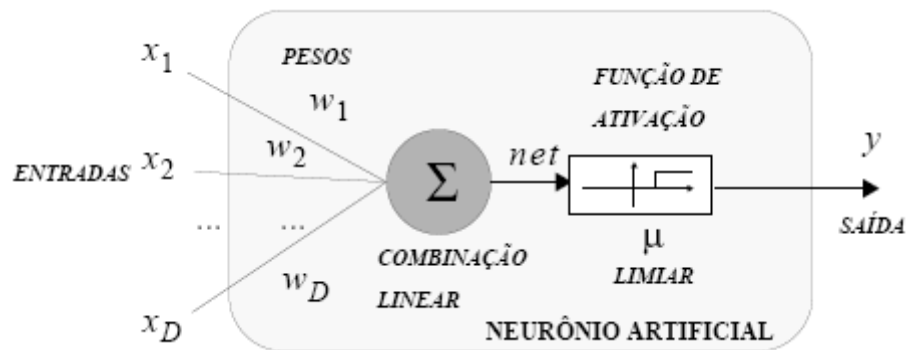 x1
PESOS
FUNÇÃO DE
ATIVAÇÃO
w1
w2
net
y
ENTRADAS x2
Σ
SAÍDA
... ...
μ
COMBINAÇÃO
LINEAR
LIMIAR
wD
xD
NEURÔNIO ARTIFICIAL